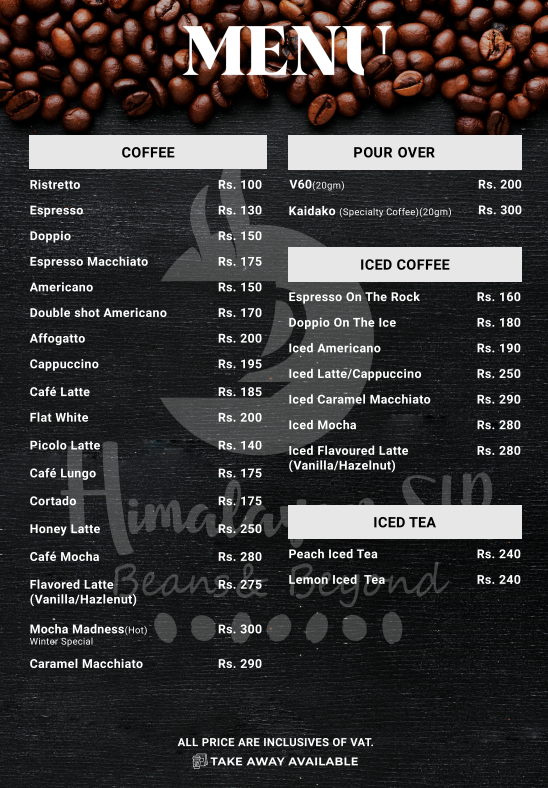 MENU
COFFEE
Ristretto Rs. 100
Espresso Rs. 130
Doppio Rs. 150
Espresso Macchiato Rs. 175
Americano Rs. 150
Double shot Americano Rs. 170
Affogatto Rs. 200
Cappuccino Rs. 195
Café Latte Rs. 185
Flat White Rs. 200
Picolo Latte Rs. 140
Café Lungo Rs. 175
Cortado Rs. 175
Honey Latte Rs. 250
Café Mocha Rs. 280
Flavored Latte Rs. 275
(Vanilla/Hazlenut)
Mocha Madness(Hot) Rs. 300
Winter Special
Caramel Macchiato Rs. 290
POUR OVER
V60(20gm) Rs. 200
Kaidako (Specialty Coffee)(20gm) Rs. 300
ICED COFFEE
Espresso On The Rock Rs. 160
Doppio On The Ice Rs. 180
Iced Americano Rs. 190
Iced Latte/Cappuccino Rs. 250
Iced Caramel Macchiato Rs. 290
Iced Mocha Rs. 280
Iced Flavoured Latte Rs. 280
(Vanilla/Hazelnut)
ICED TEA
Peach Iced Tea Rs. 240
Lemon Iced Tea Rs. 240
Himalayan SIP
Bean & Beyond
ALL PRICE ARE INCLUSIVES OF VAT.
TAKE AWAY AVAILABLE